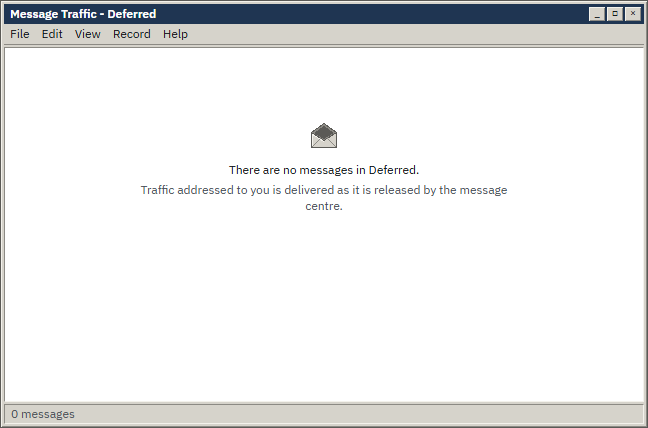 Message Traffic - Deferred
File Edit View Record Help
There are no messages in Deferred.
Traffic addressed to you is delivered as it is released by the message
centre.
0 messages